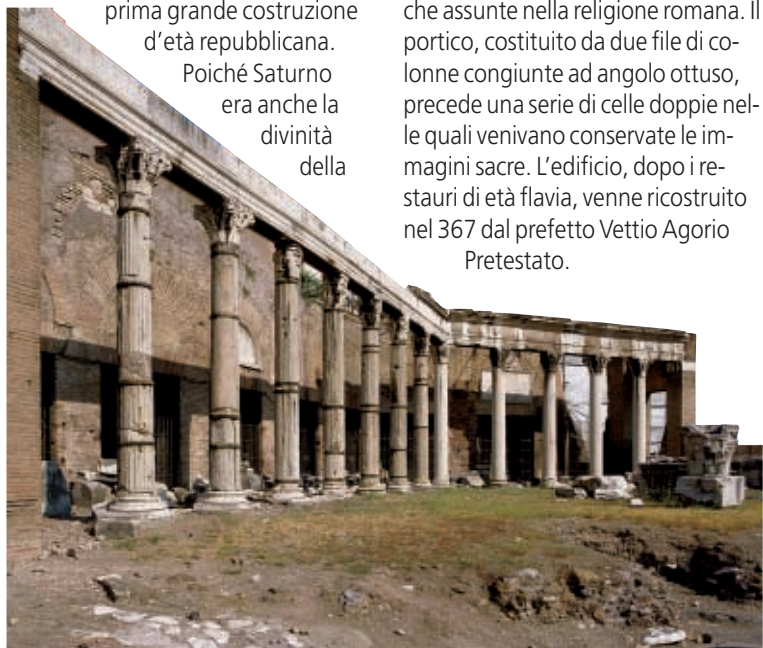 prima grande costruzione
d'età repubblicana.
Poiché Saturno
era anche la
divinità
della
che assunte nella religione romana. Il
portico, costituito da due file di co-
lonne congiunte ad angolo ottuso,
precede una serie di celle doppie nel-
le quali venivano conservate le im-
magini sacre. L'edificio, dopo i re-
stauri di età flavia, venne ricostruito
nel 367 dal prefetto Vettio Agorio
Pretestato.